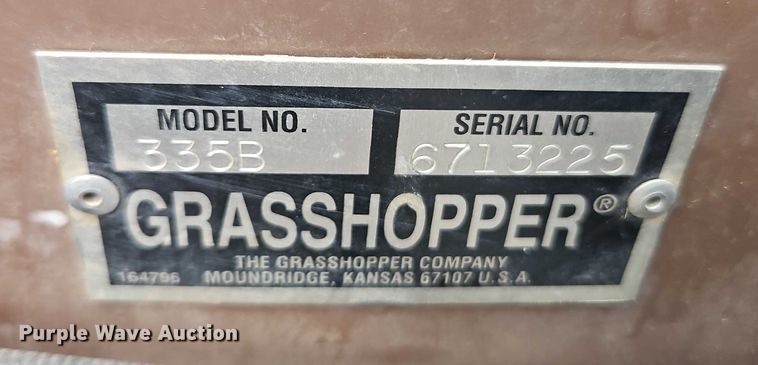 MODEL NO.
335B
SERIAL NO.
6713225
GRASSHOPPER®
THE GRASSHOPPER COMPANY
164796
MOUNDRIDGE, KANSAS 67107 U.S.A.
Purple Wave Auction